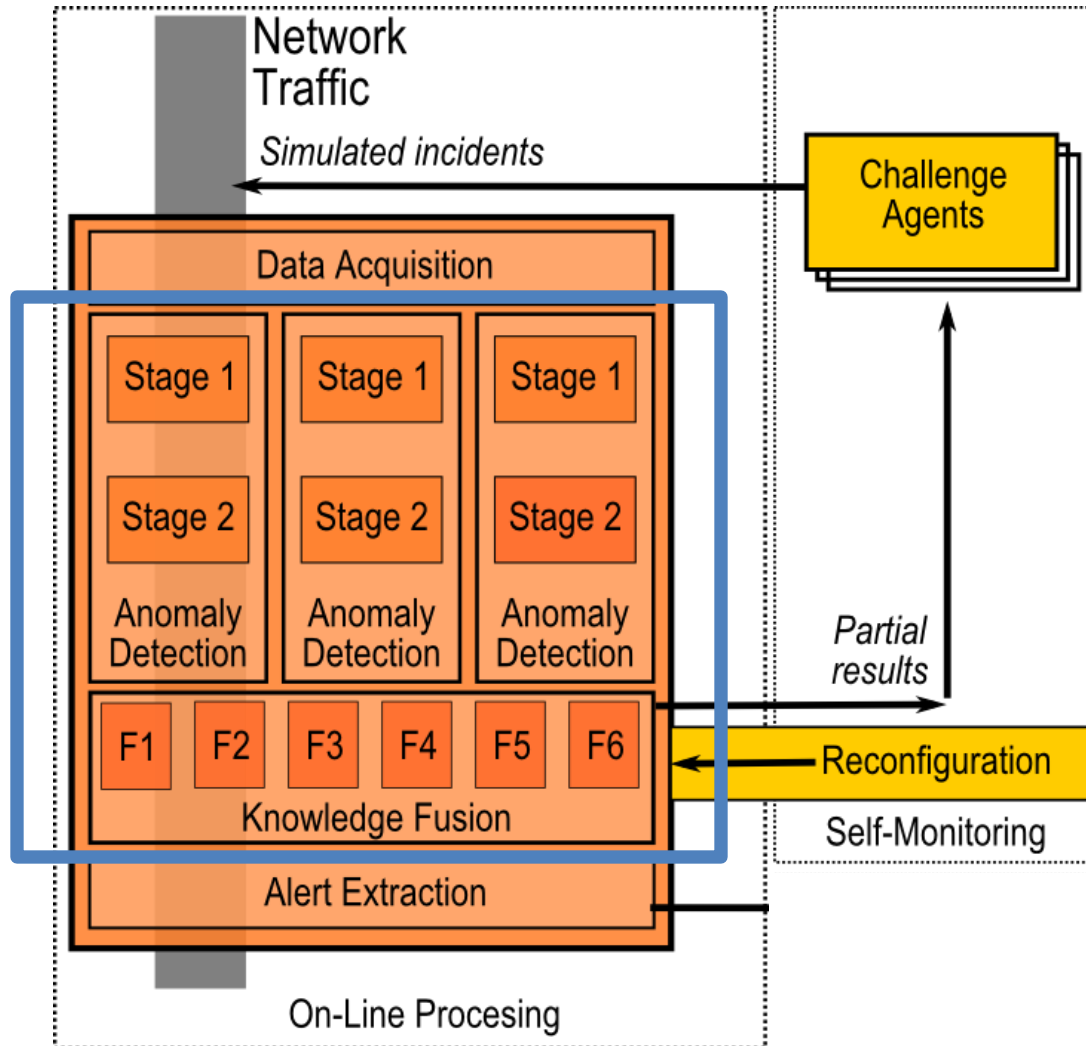 Network
Traffic
Simulated incidents
Challenge
Agents
Data Acquisition
Stage 1
Stage 1
Stage 1
Stage 2
Stage 2
Stage 2
Anomaly
Detection
Anomaly
Detection
Anomaly
Detection
Partial
results
F1
F2
F3
F4
F5
F6
Knowledge Fusion
Reconfiguration
Self-Monitoring
Alert Extraction
On-Line Procesing